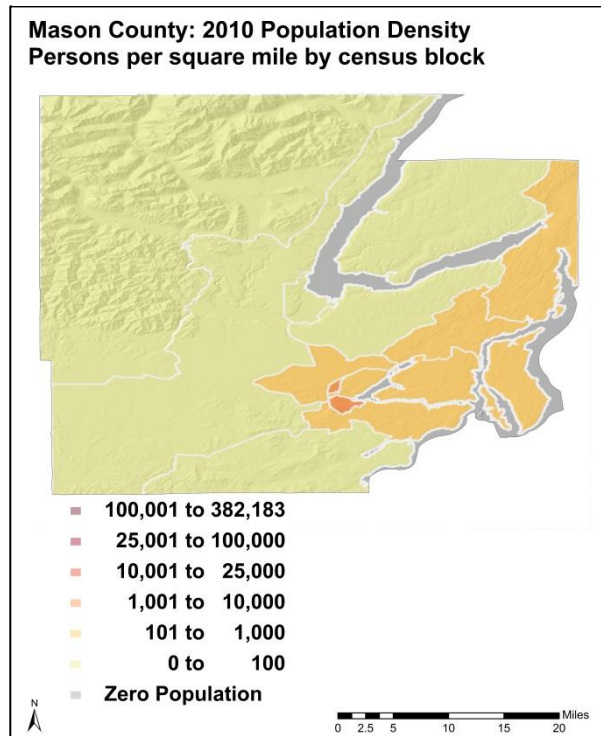 Mason County: 2010 Population Density
Persons per square mile by census block
100,001 to 382,183
25,001 to 100,000
10,001 to 25,000
1,001 to 10,000
101 to 1,000
0 to 100
Zero Population
N
Miles
0 2.5 5 10 15 20